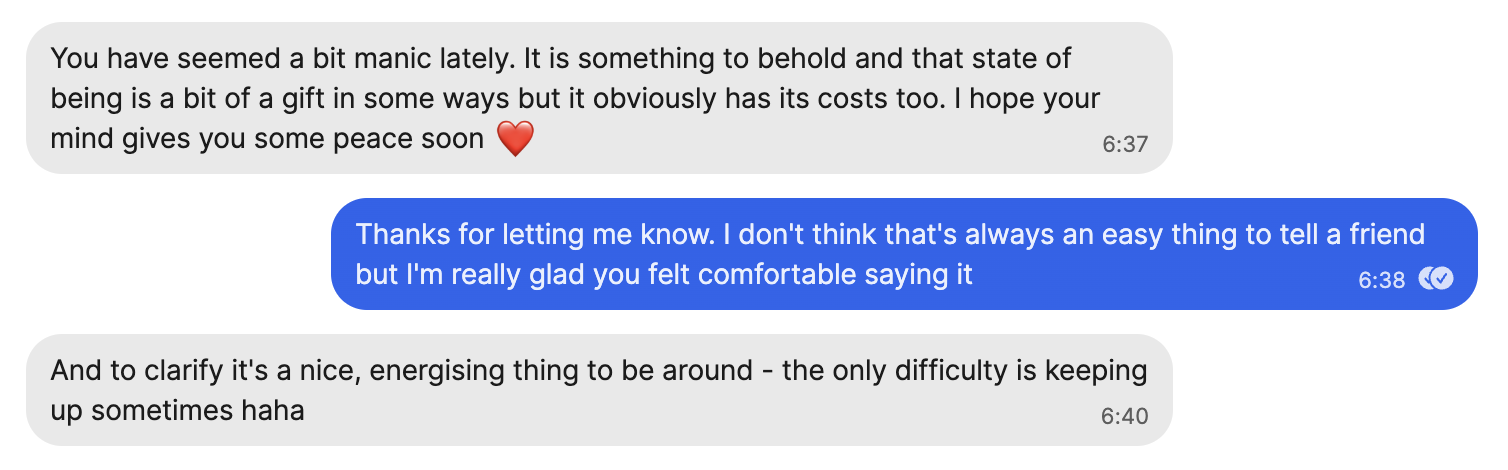 You have seemed a bit manic lately. It is something to behold and that state of
being is a bit of a gift in some ways but it obviously has its costs too. I hope your
mind gives you some peace soon ❤️
6:37
Thanks for letting me know. I don't think that's always an easy thing to tell a friend
but I'm really glad you felt comfortable saying it
6:38
And to clarify it's a nice, energising thing to be around - the only difficulty is keeping
up sometimes haha
6:40